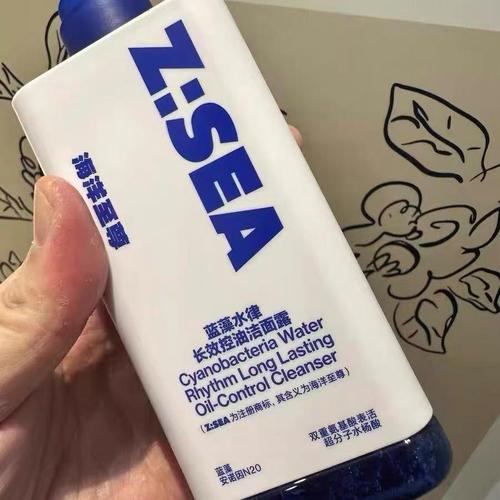 Z:SEA
海洋至尊
蓝藻水律
长效控油洁面露
Cyanobacteria Water
Rhythm Long Lasting
Oil-Control Cleanser
(Z:SEA为注册商标，其含义为海洋至尊)
蓝藻
安诺因N20
双重氨基酸表活
超分子水杨酸